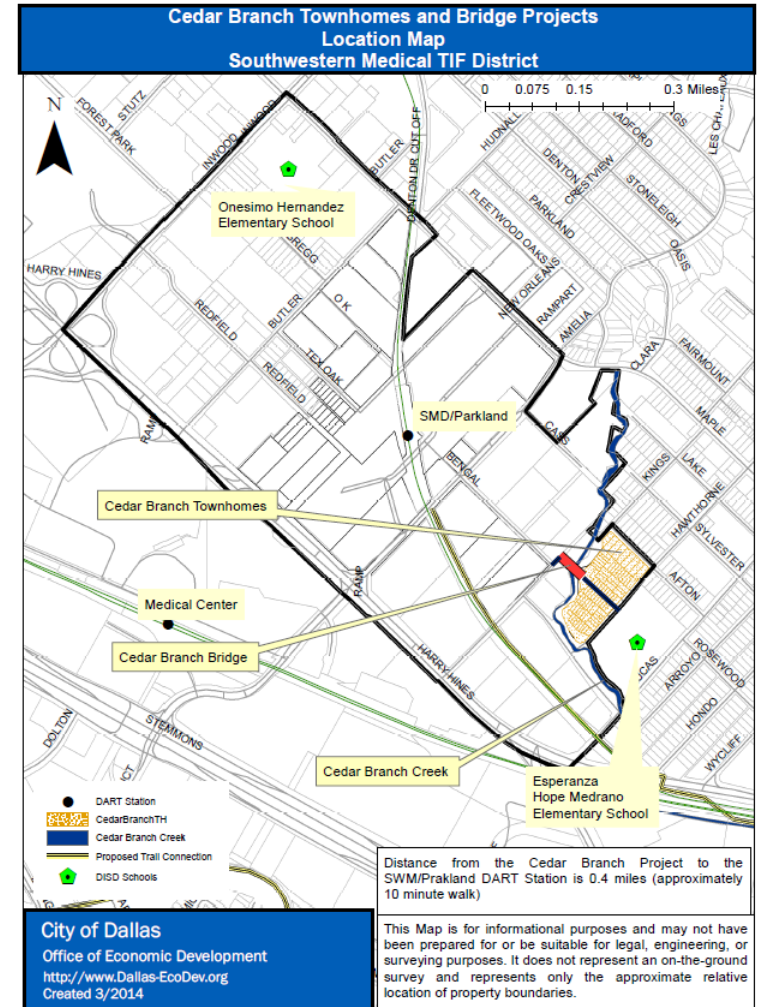 Cedar Branch Townhomes and Bridge Projects
Location Map
Southwestern Medical TIF District
N
0 0.075 0.15 0.3 Miles
FOREST PARK
STUTZ
INWOOD
INWOOD
BUTLER
DENTON DR CUT OFF
HUDNALL
DENTON
CRESTVIEW
LES CHATEAUX
STONELEIGH
PARKLAND
FLEETWOOD OAKS
OASIS
Onesimo Hernandez
Elementary School
GREGG
HARRY HINES
REDFIELD
BUTLER
O.K.
NEW ORLEANS
RAMPART
AMELIA
CLARA
FAIRMOUNT
TEX OAK
REDFIELD
RAMP
SMD/Parkland
CASS
MAPLE
BENGAL
KINGS
LAKE
HAWTHORNE
SYLVESTER
Cedar Branch Townhomes
RAMP
AFTON
Medical Center
Cedar Branch Bridge
HARRY HINES
LUCAS
ARROYO
ROSEWOOD
HONDO
WYCLIFF
DOLTON
STEMMONS
Cedar Branch Creek
Esperanza
Hope Medrano
Elementary School
DART Station
CedarBranchTH
Cedar Branch Creek
Proposed Trail Connection
DISD Schools
Distance from the Cedar Branch Project to the
SWM/Prakland DART Station is 0.4 miles (approximately
10 minute walk)
City of Dallas
Office of Economic Development
http://www.Dallas-EcoDev.org
Created 3/2014
This Map is for informational purposes and may not have
been prepared for or be suitable for legal, engineering, or
surveying purposes. It does not represent an on-the-ground
survey and represents only the approximate relative
location of property boundaries.